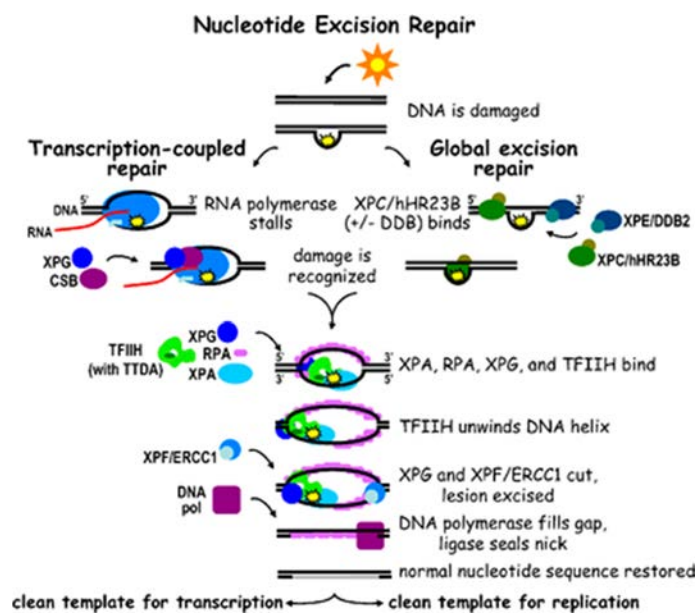 Nucleotide Excision Repair
DNA is damaged
Transcription-coupled
repair
Global excision
repair
5'
3'
DNA
RNA
RNA polymerase
stalls
XPC/hHR23B
(+/- DDB) binds
5'
3'
XPE/DDB2
XPC/hHR23B
XPG
CSB
damage is
recognized
TFIIH
(with TTDA)
XPG
RPA
XPA
5'
3'
3'
5'
XPA, RPA, XPG, and TFIIH bind
TFIIH unwinds DNA helix
XPF/ERCC1
XPG and XPF/ERCC1 cut,
lesion excised
DNA
pol
DNA polymerase fills gap,
ligase seals nick
normal nucleotide sequence restored
clean template for transcription
clean template for replication